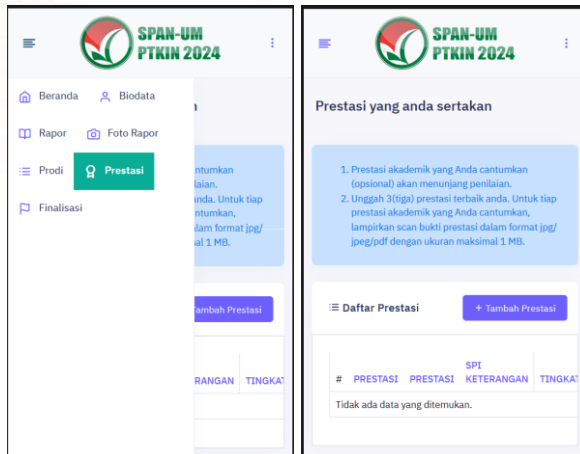 SPAN-UM
PTKIN 2024
Beranda Biodata
Rapor Foto Rapor
Prodi Prestasi
Finalisasi
n
ntumkan
laian.
nda. Untuk tiap
ntumkan,
lam format jpg/
al 1 MB.
Tambah Prestasi
RANGAN TINGKAT
SPAN-UM
PTKIN 2024
Prestasi yang anda sertakan
1. Prestasi akademik yang Anda cantumkan
(opsional) akan menunjang penilaian.
2. Unggah 3(tiga) prestasi terbaik anda. Untuk tiap
prestasi akademik yang Anda cantumkan,
lampirkan scan bukti prestasi dalam format jpg/
jpeg/pdf dengan ukuran maksimal 1 MB.
Daftar Prestasi
+ Tambah Prestasi
SPI
# PRESTASI PRESTASI KETERANGAN TINGKAT
Tidak ada data yang ditemukan.